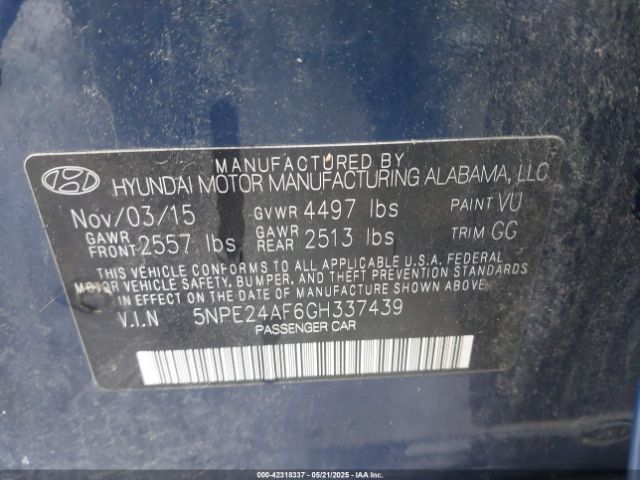 MANUFACTURED BY
HYUNDAI MOTOR MANUFACTURING ALABAMA, LLC
Nov/03/15 GVWR 4497 lbs PAINT VU
GAWR FRONT 2557 lbs GAWR REAR 2513 lbs TRIM GG
THIS VEHICLE CONFORMS TO ALL APPLICABLE U.S.A. FEDERAL
MOTOR VEHICLE SAFETY, BUMPER, AND THEFT PREVENTION STANDARDS
IN EFFECT ON THE DATE OF MANUFACTURE SHOWN ABOVE.
V.I.N 5NPE24AF6GH337439
PASSENGER CAR
000-42318337 - 05/21/2025 - IAA, Inc.